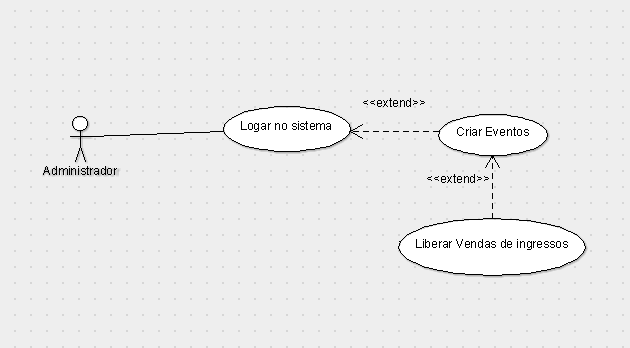 <<extend>>
Logar no sistema
Criar Eventos
Administrador
<<extend>>
Liberar Vendas de ingressos